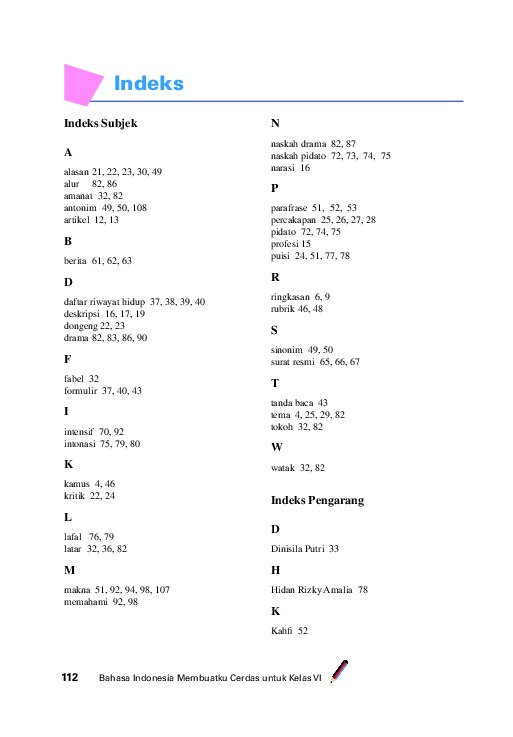 Indeks
Indeks Subjek
A
alasan 21, 22, 23, 30, 49
alur 82, 86
amanat 32, 82
antonim 49, 50, 108
artikel 12, 13
B
berita 61, 62, 63
D
daftar riwayat hidup 37, 38, 39, 40
deskripsi 16, 17, 19
dongeng 22, 23
drama 82, 83, 86, 90
F
fabel 32
formulir 37, 40, 43
I
intensif 70, 92
intonasi 75, 79, 80
K
kamus 4, 46
kritik 22, 24
L
lafal 76, 79
latar 32, 36, 82
M
makna 51, 92, 94, 98, 107
memahami 92, 98
N
naskah drama 82, 87
naskah pidato 72, 73, 74, 75
narasi 16
P
parafrase 51, 52, 53
percakapan 25, 26, 27, 28
pidato 72, 74, 75
profesi 15
puisi 24, 51, 77, 78
R
ringkasan 6, 9
rubrik 46, 48
S
sinonim 49, 50
surat resmi 65, 66, 67
T
tanda baca 43
tema 4, 25, 29, 82
tokoh 32, 82
W
watak 32, 82
Indeks Pengarang
D
Dinisila Putri 33
H
Hidan Rizky Amalia 78
K
Kahfi 52
112 Bahasa Indonesia Membuatku Cerdas untuk Kelas VI